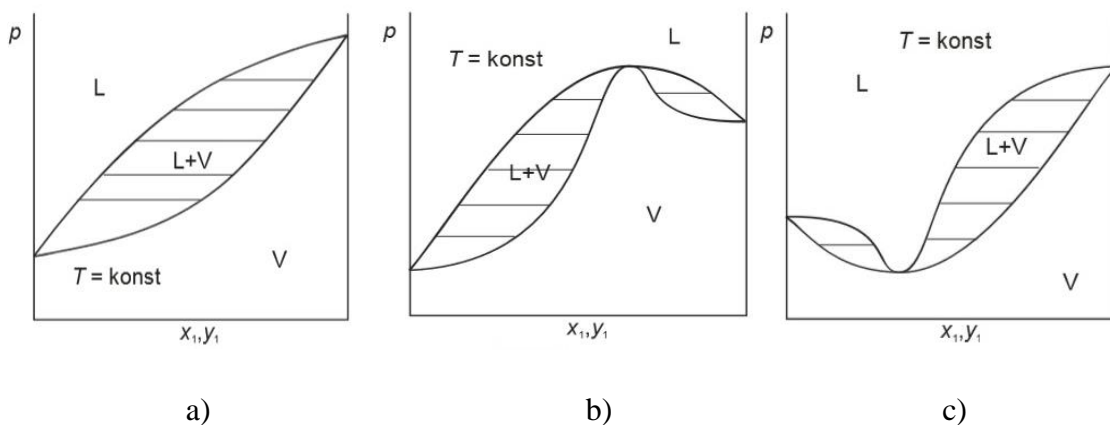 p
L
L+V
T = konst
V
x₁,y₁
a)
p
T = konst
L
L+V
V
x₁,y₁
b)
p
T = konst
L
L+V
V
x₁,y₁
c)